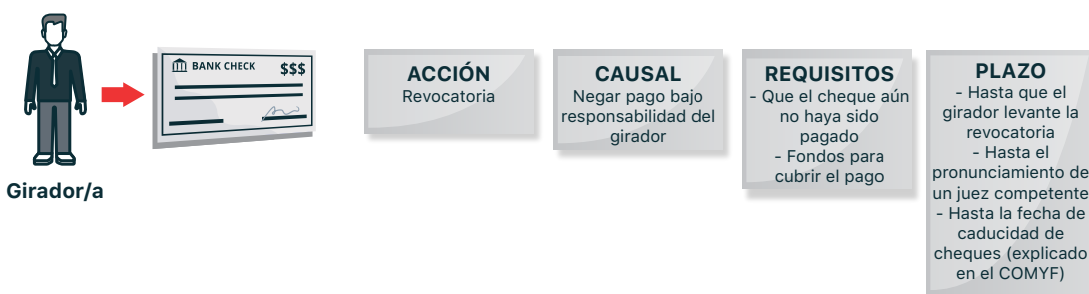 Girador/a
BANK CHECK
$$$
ACCIÓN
Revocatoria
CAUSAL
Negar pago bajo
responsabilidad del
girador
REQUISITOS
- Que el cheque aún
no haya sido
pagado
- Fondos para
cubrir el pago
PLAZO
- Hasta que el
girador levante la
revocatoria
- Hasta el
pronunciamiento de
un juez competente
- Hasta la fecha de
caducidad de
cheques (explicado
en el COMYF)